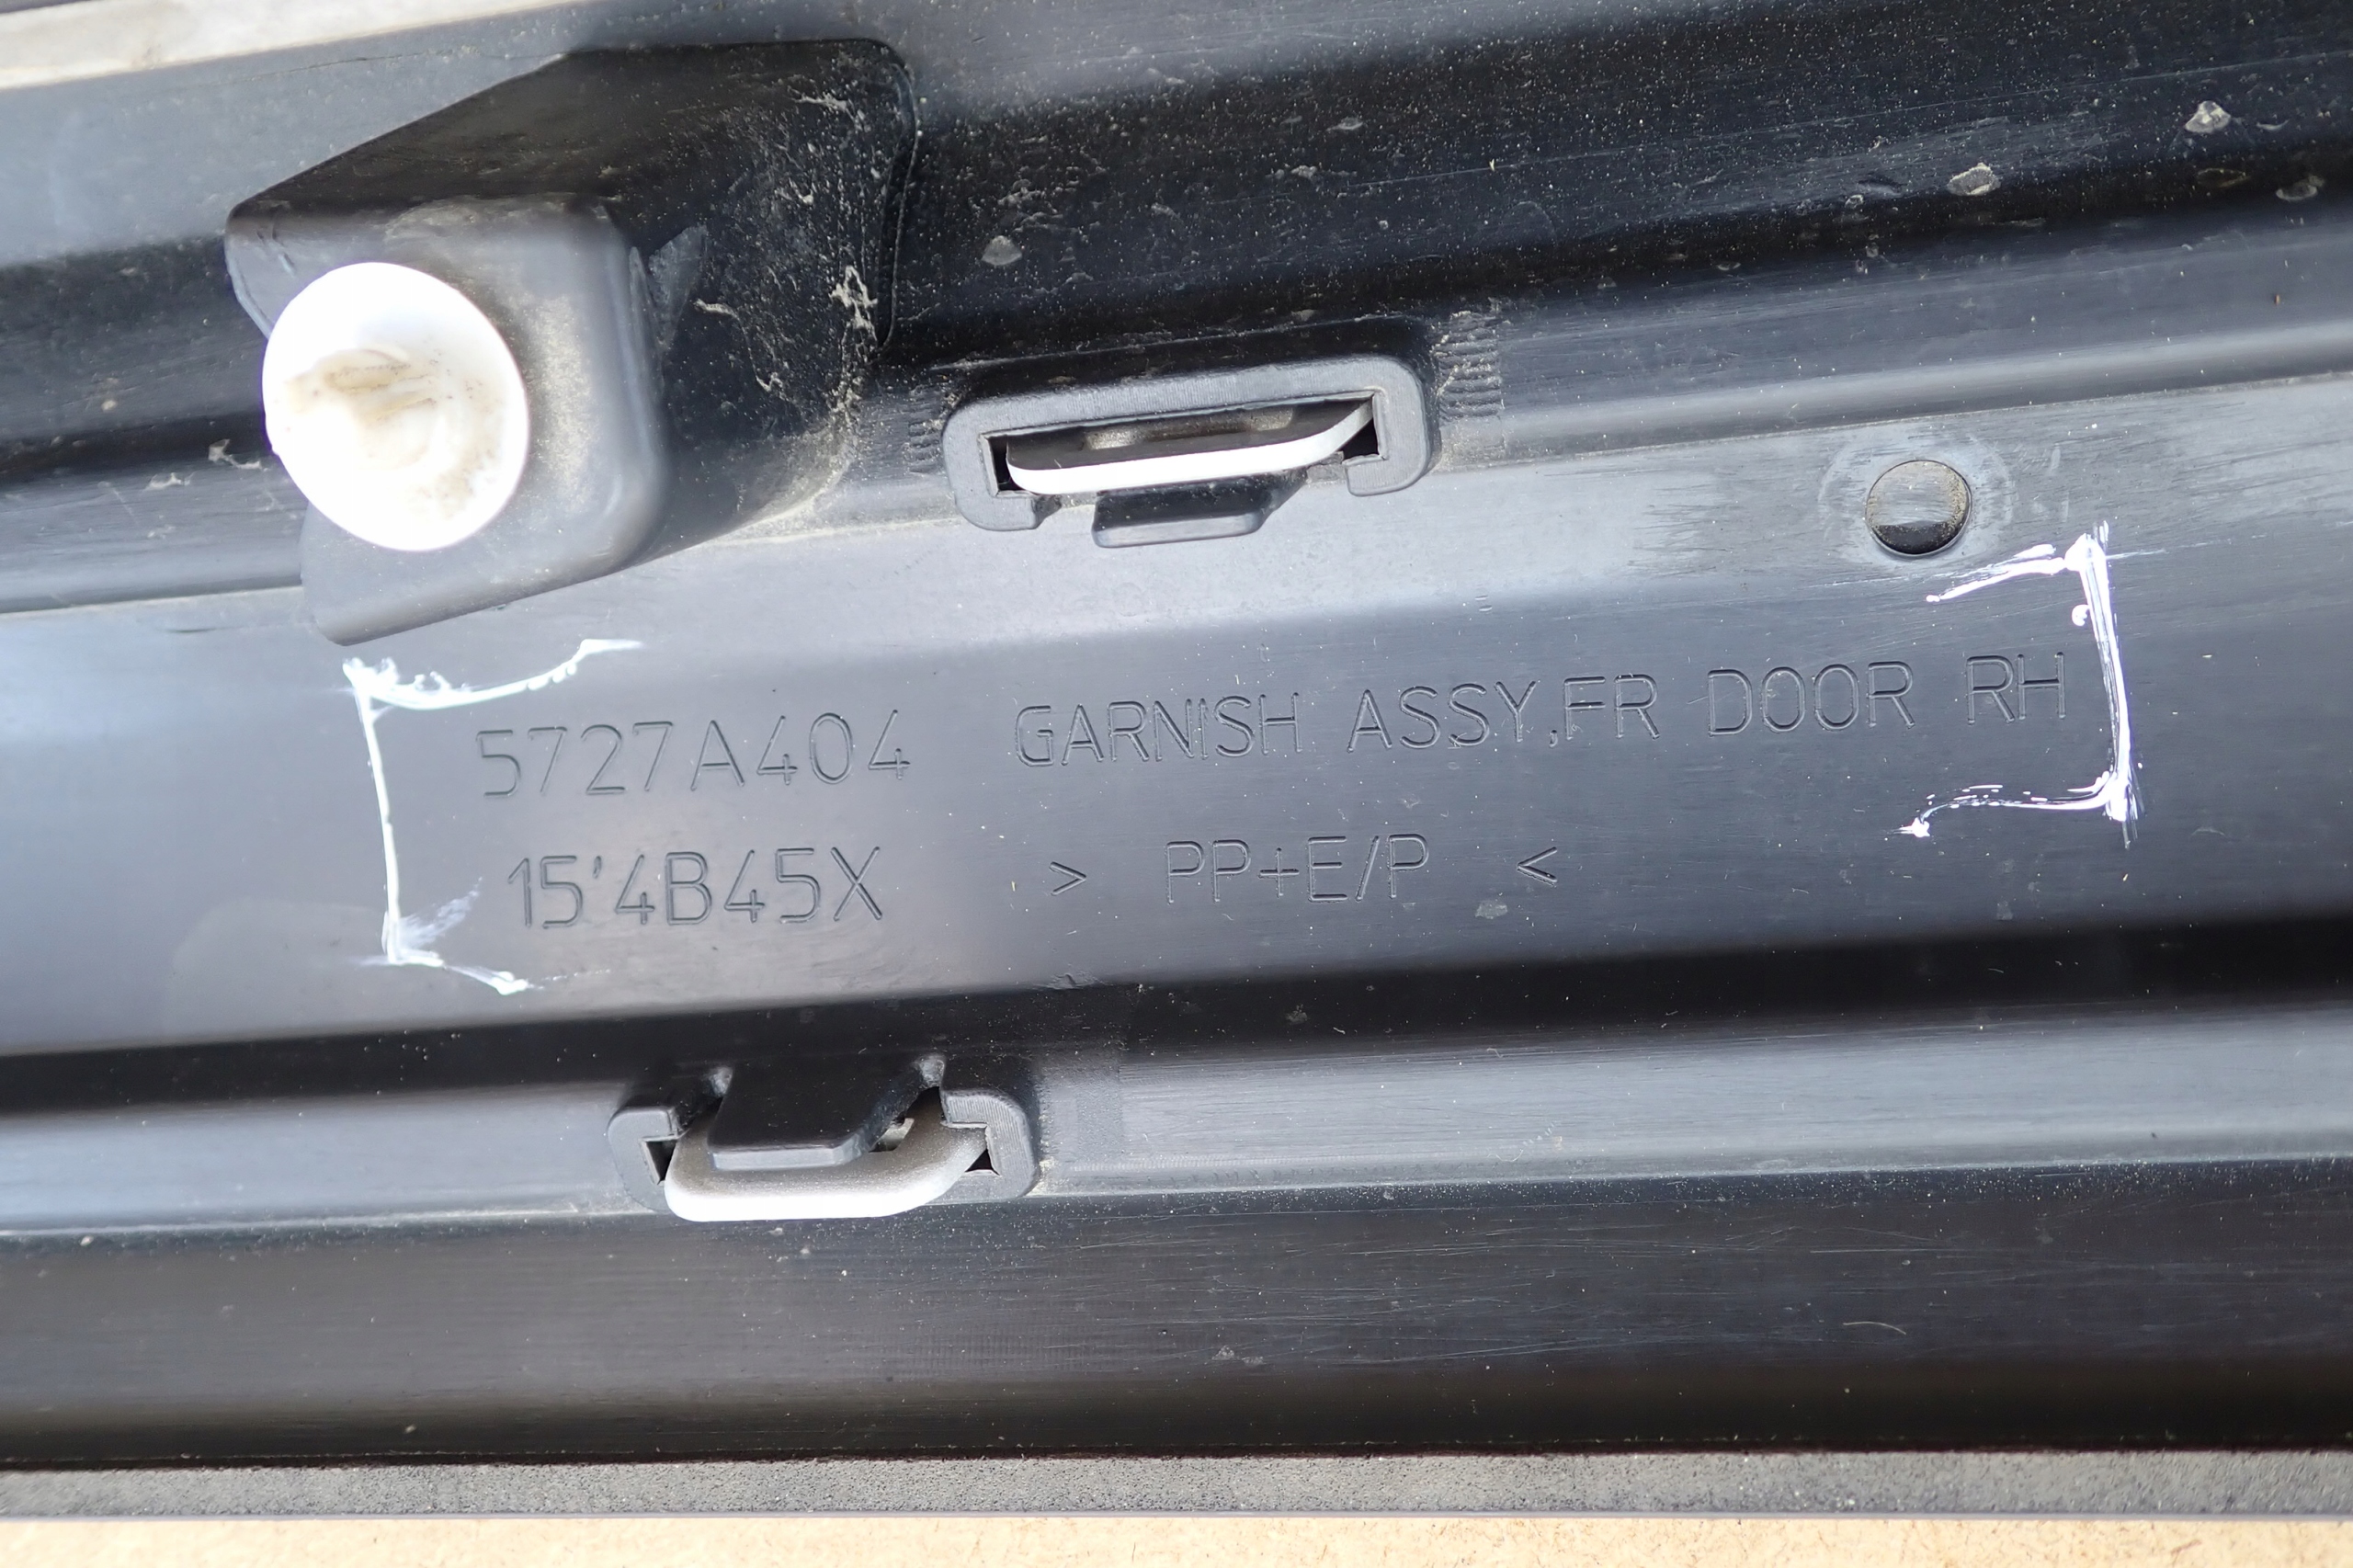 5727A404 GARNISH ASSY,FR DOOR RH
15'4B45X > PP+E/P <